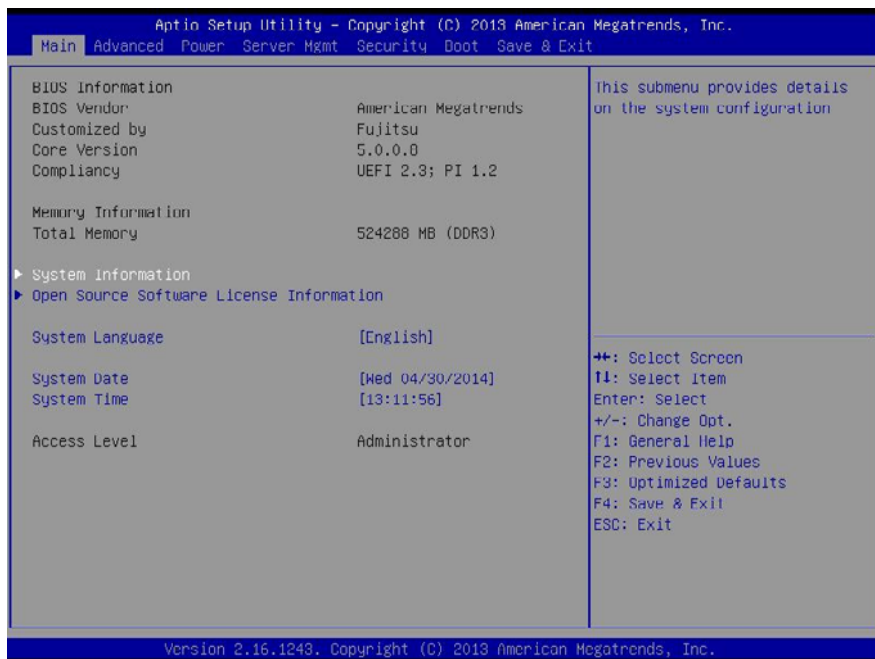 Aptio Setup Utility – Copyright (C) 2013 American Megatrends, Inc.
Main Advanced Power Server Mgmt Security Boot Save & Exit
BIOS Information
BIOS Vendor American Megatrends
Customized by Fujitsu
Core Version 5.0.0.8
Compliancy UEFI 2.3; PI 1.2
Memory Information
Total Memory 524288 MB (DDR3)
► System Information
► Open Source Software License Information
System Language [English]
System Date [Wed 04/30/2014]
System Time [13:11:56]
Access Level Administrator
This submenu provides details
on the system configuration
→←: Select Screen
↑↓: Select Item
Enter: Select
+/-: Change Opt.
F1: General Help
F2: Previous Values
F3: Optimized Defaults
F4: Save & Exit
ESC: Exit
Version 2.16.1243. Copyright (C) 2013 American Megatrends, Inc.